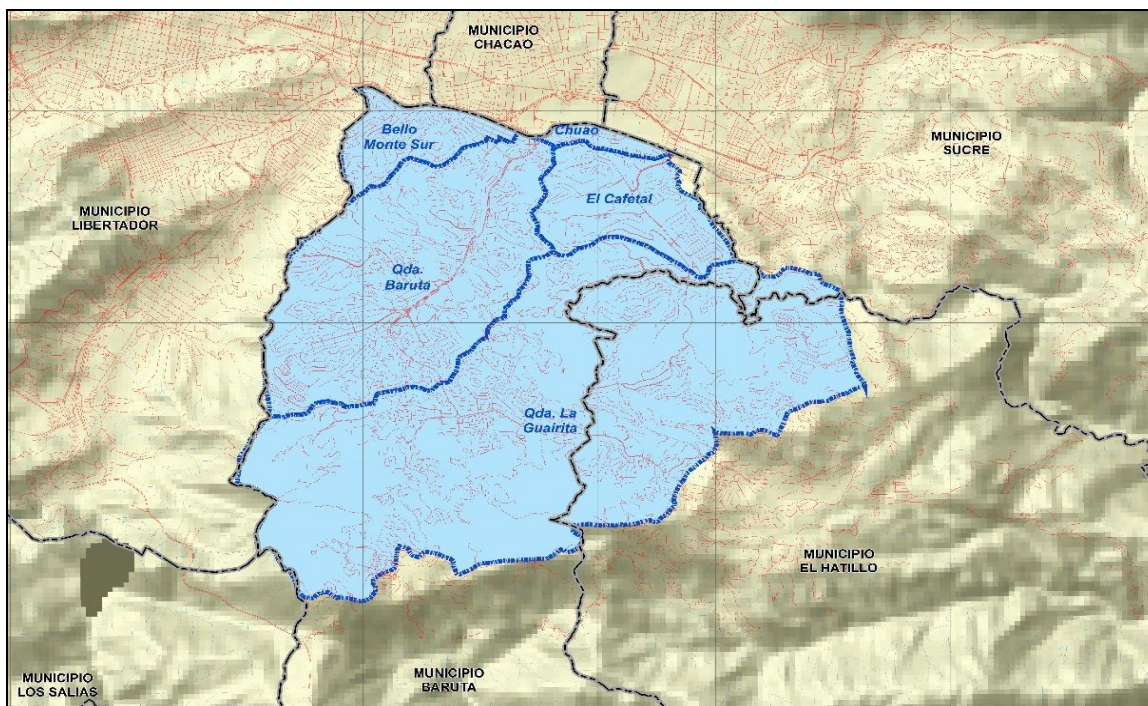 MUNICIPIO
CHACAO
Bello
Monte Sur
Chuao
MUNICIPIO
SUCRE
El Cafetal
MUNICIPIO
LIBERTADOR
Qda.
Baruta
Qda. La
Guairita
MUNICIPIO
EL HATILLO
MUNICIPIO
LOS SALIAS
MUNICIPIO
BARUTA